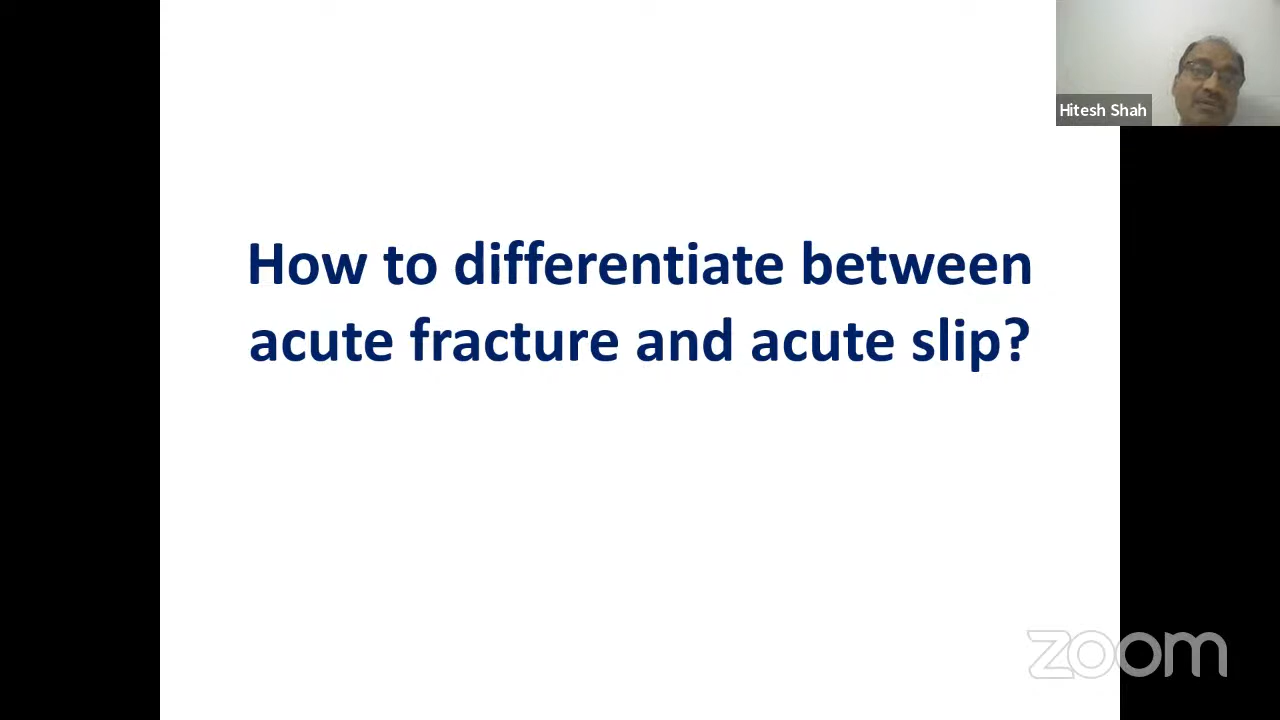 Hitesh Shah
How to differentiate between
acute fracture and acute slip?
zoom